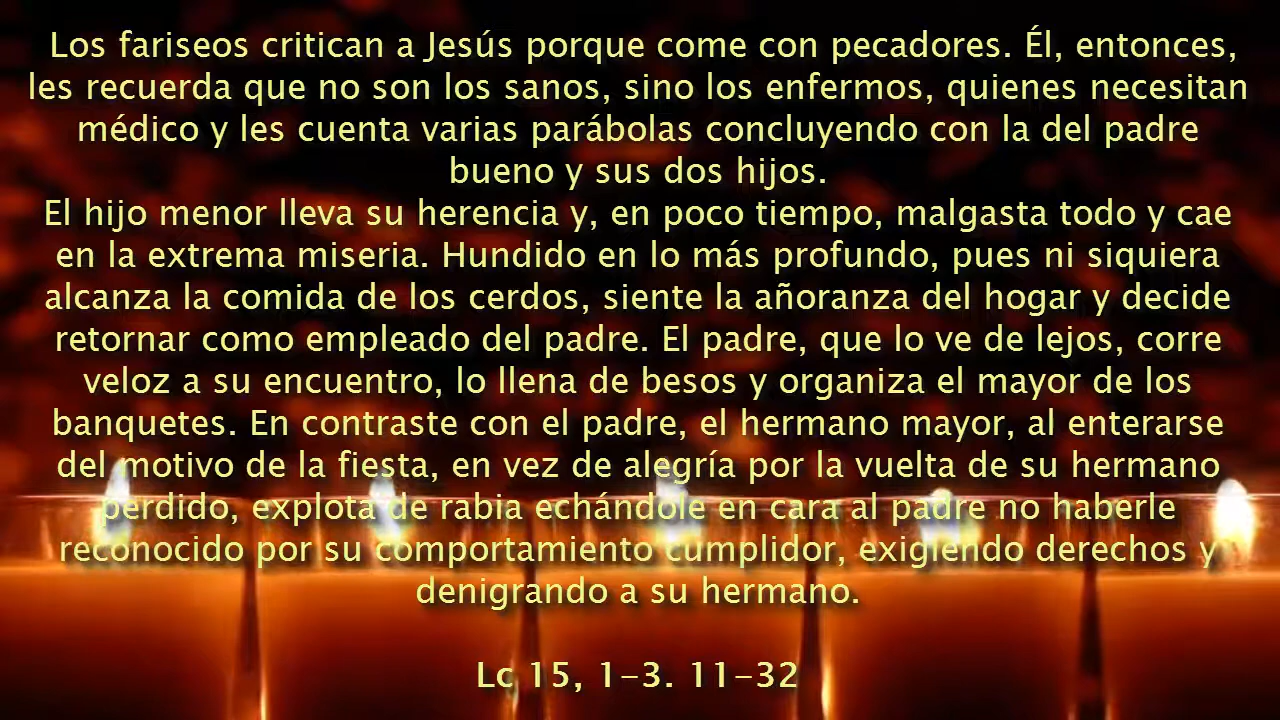 Los fariseos critican a Jesús porque come con pecadores. Él, entonces,
les recuerda que no son los sanos, sino los enfermos, quienes necesitan
médico y les cuenta varias parábolas concluyendo con la del padre
bueno y sus dos hijos.
El hijo menor lleva su herencia y, en poco tiempo, malgasta todo y cae
en la extrema miseria. Hundido en lo más profundo, pues ni siquiera
alcanza la comida de los cerdos, siente la añoranza del hogar y decide
retornar como empleado del padre. El padre, que lo ve de lejos, corre
veloz a su encuentro, lo llena de besos y organiza el mayor de los
banquetes. En contraste con el padre, el hermano mayor, al enterarse
del motivo de la fiesta, en vez de alegría por la vuelta de su hermano
perdido, explota de rabia echándole en cara al padre no haberle
reconocido por su comportamiento cumplidor, exigiendo derechos y
denigrando a su hermano.
Lc 15, 1-3. 11-32